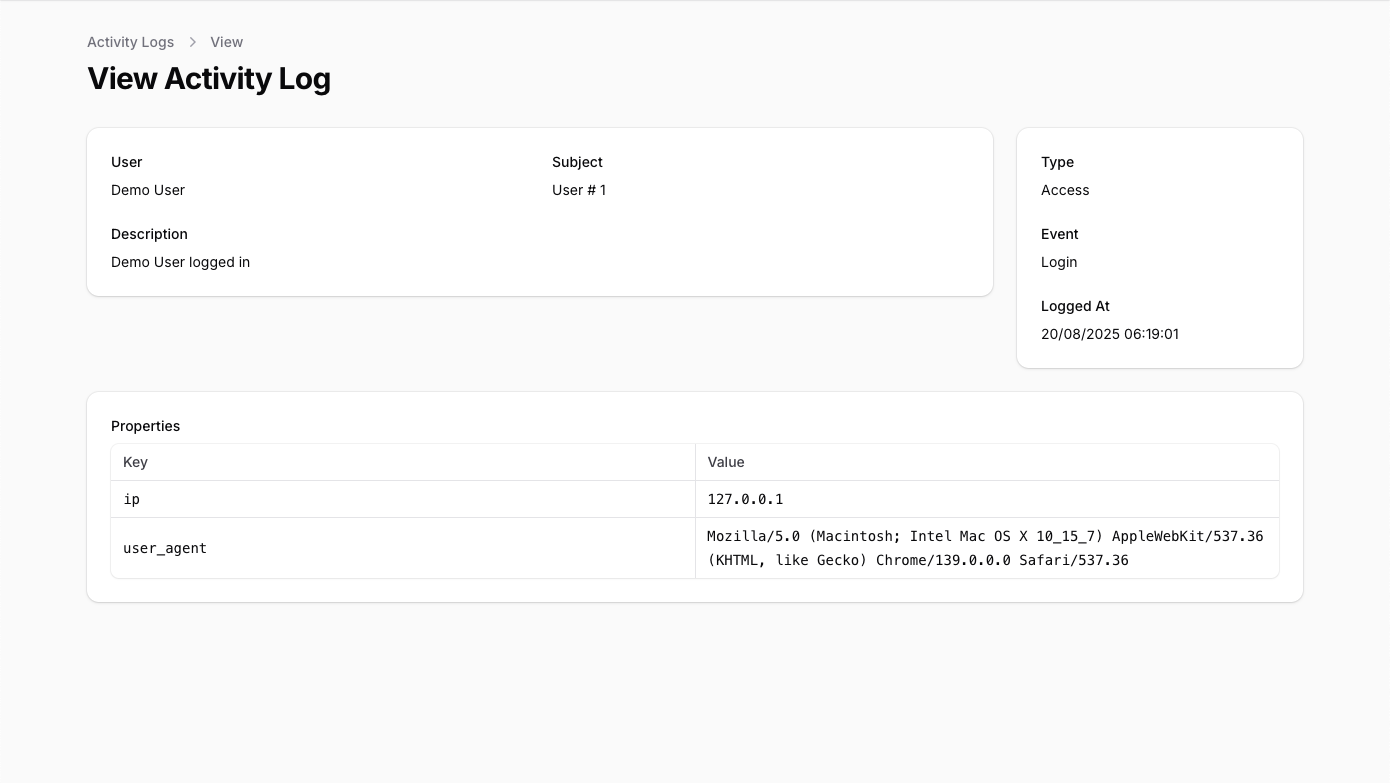 Activity Logs > View
View Activity Log
User
Demo User
Subject
User # 1
Description
Demo User logged in
Type
Access
Event
Login
Logged At
20/08/2025 06:19:01
Properties
Key Value
ip 127.0.0.1
user_agent Mozilla/5.0 (Macintosh; Intel Mac OS X 10_15_7) AppleWebKit/537.36
(KHTML, like Gecko) Chrome/139.0.0.0 Safari/537.36